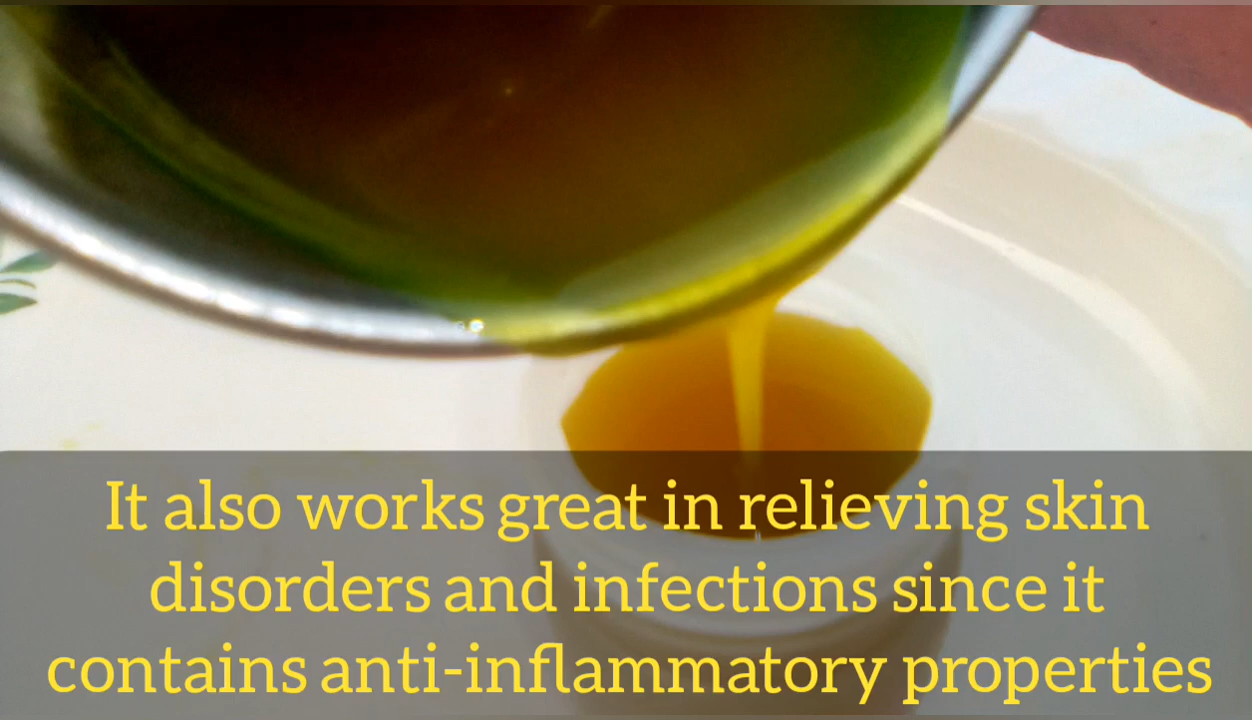 It also works great in relieving skin
disorders and infections since it
contains anti-inflammatory properties